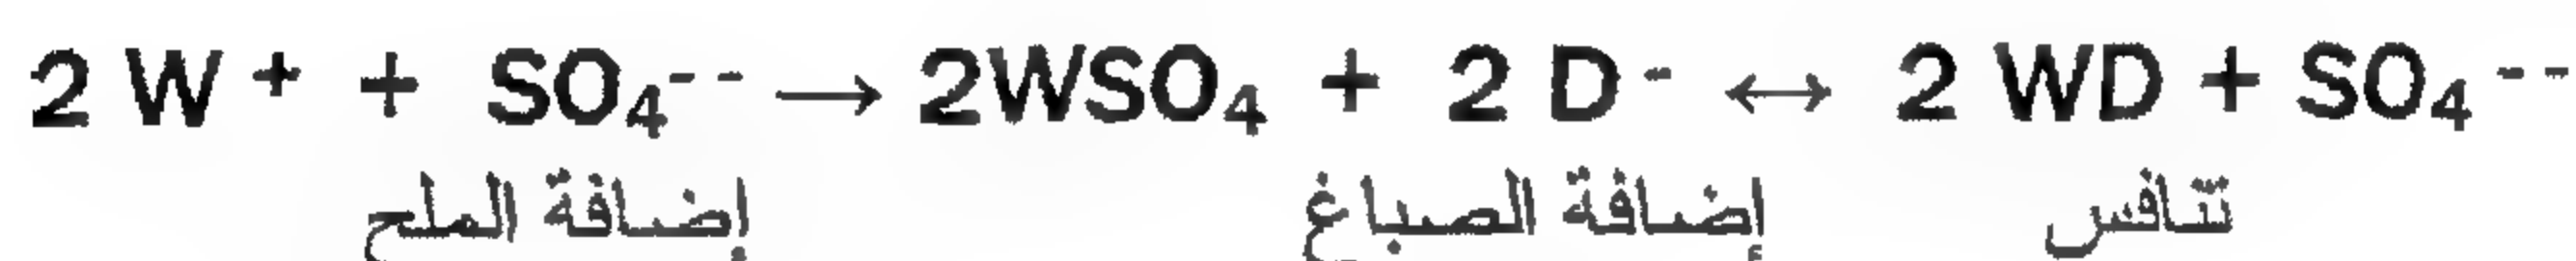 2 W + + SO4-- → 2WSO4 + 2 D - ↔ 2 WD + SO4 --
إضافة الملح إضافة الصباغ تنافس